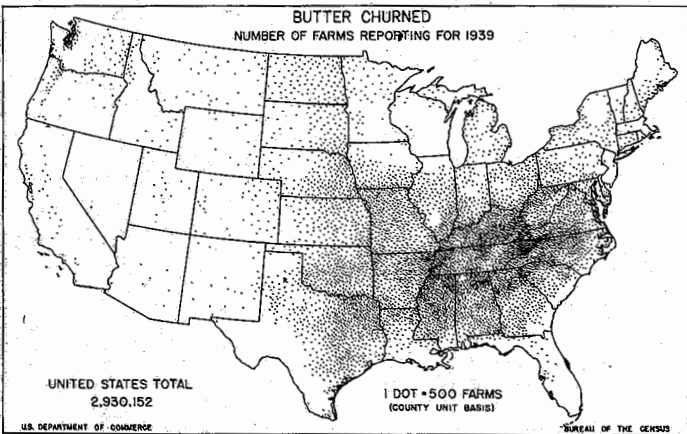 BUTTER CHURNED
NUMBER OF FARMS REPORTING FOR 1939
UNITED STATES TOTAL
2,930,152
1 DOT = 500 FARMS
(COUNTY UNIT BASIS)
U.S. DEPARTMENT OF COMMERCE
BUREAU OF THE CENSUS